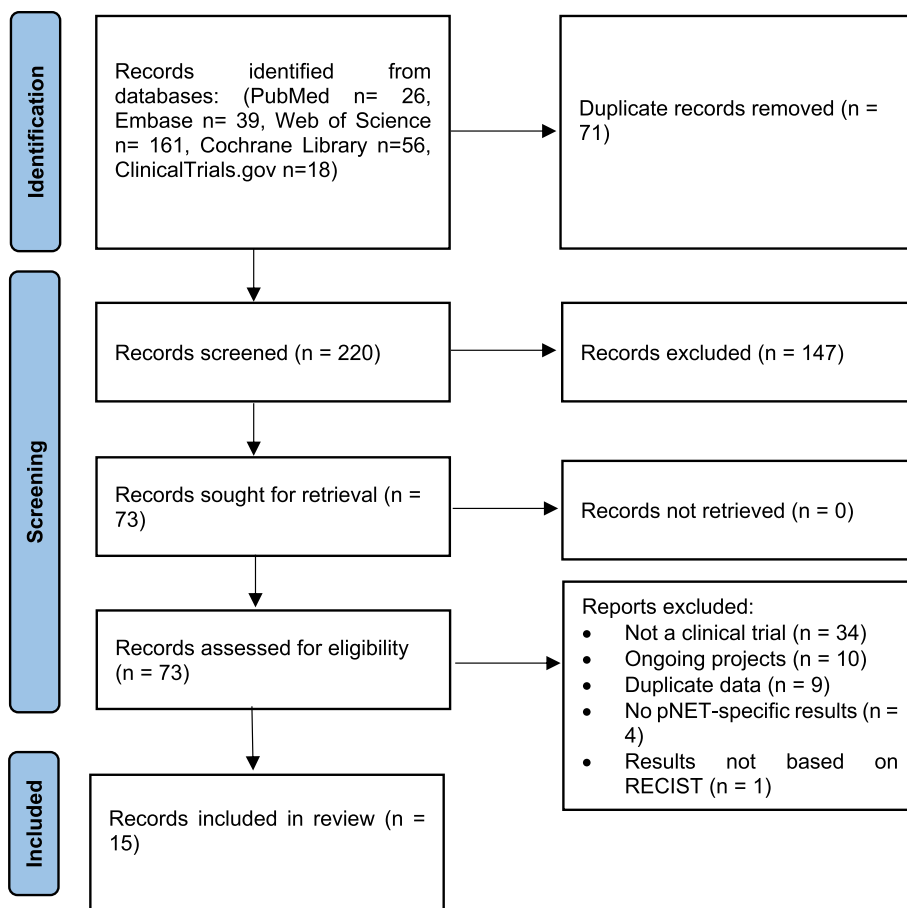 Identification
Records identified from
databases: (PubMed n= 26,
Embase n= 39, Web of Science
n= 161, Cochrane Library n=56,
ClinicalTrials.gov n=18)
Duplicate records removed (n =
71)
Screening
Records screened (n = 220)
Records excluded (n = 147)
Records sought for retrieval (n =
73)
Records not retrieved (n = 0)
Records assessed for eligibility
(n = 73)
Reports excluded:
• Not a clinical trial (n = 34)
• Ongoing projects (n = 10)
• Duplicate data (n = 9)
• No pNET-specific results (n =
4)
• Results not based on
RECIST (n = 1)
Included
Records included in review (n =
15)